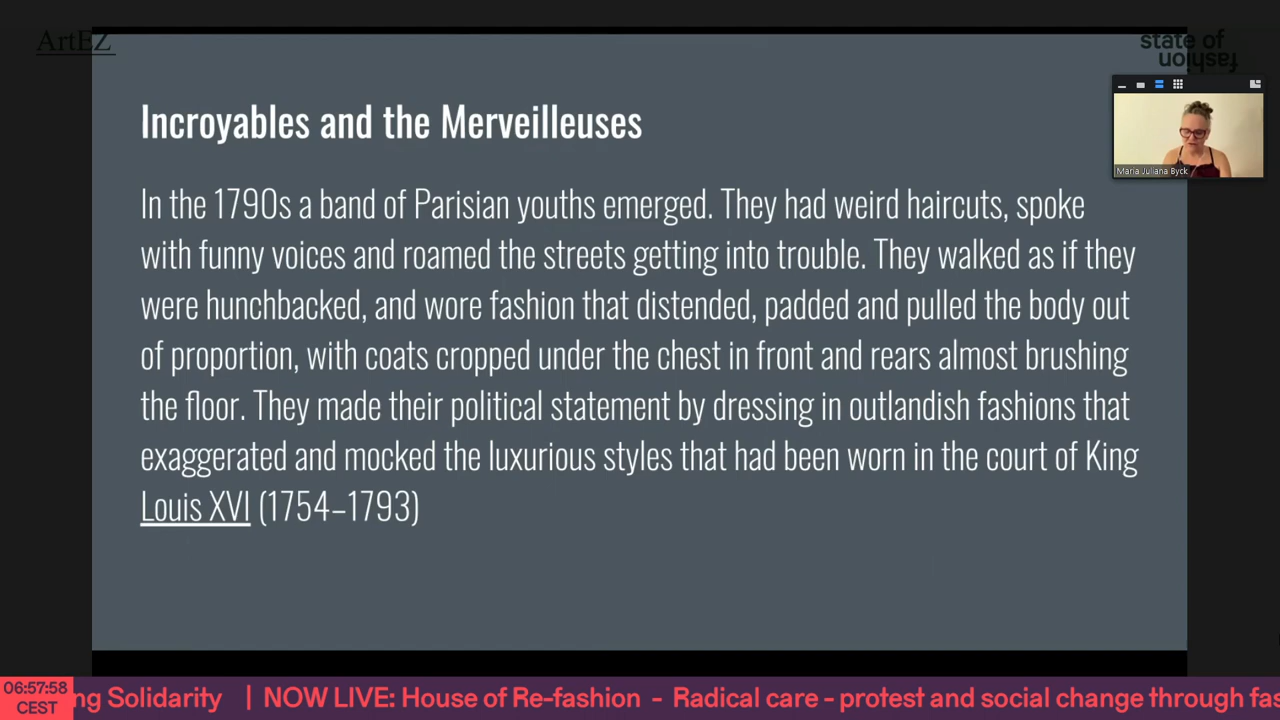 ArtEZ
state of
fashion
Maria Juliana Byck
Incroyables and the Merveilleuses
In the 1790s a band of Parisian youths emerged. They had weird haircuts, spoke
with funny voices and roamed the streets getting into trouble. They walked as if they
were hunchbacked, and wore fashion that distended, padded and pulled the body out
of proportion, with coats cropped under the chest in front and rears almost brushing
the floor. They made their political statement by dressing in outlandish fashions that
exaggerated and mocked the luxurious styles that had been worn in the court of King
Louis XVI (1754–1793)
06:57:58
CEST
ng Solidarity | NOW LIVE: House of Re-fashion - Radical care - protest and social change through fas